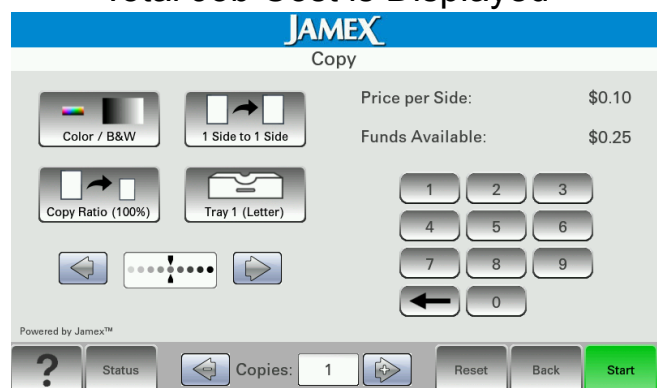 Total Job Cost is Displayed
JAMEX
Copy
Color / B&W
1 Side to 1 Side
Price per Side: $0.10
Funds Available: $0.25
Copy Ratio (100%)
Tray 1 (Letter)
1 2 3
4 5 6
7 8 9
0
Powered by Jamex™
? Status Copies: 1 Reset Back Start